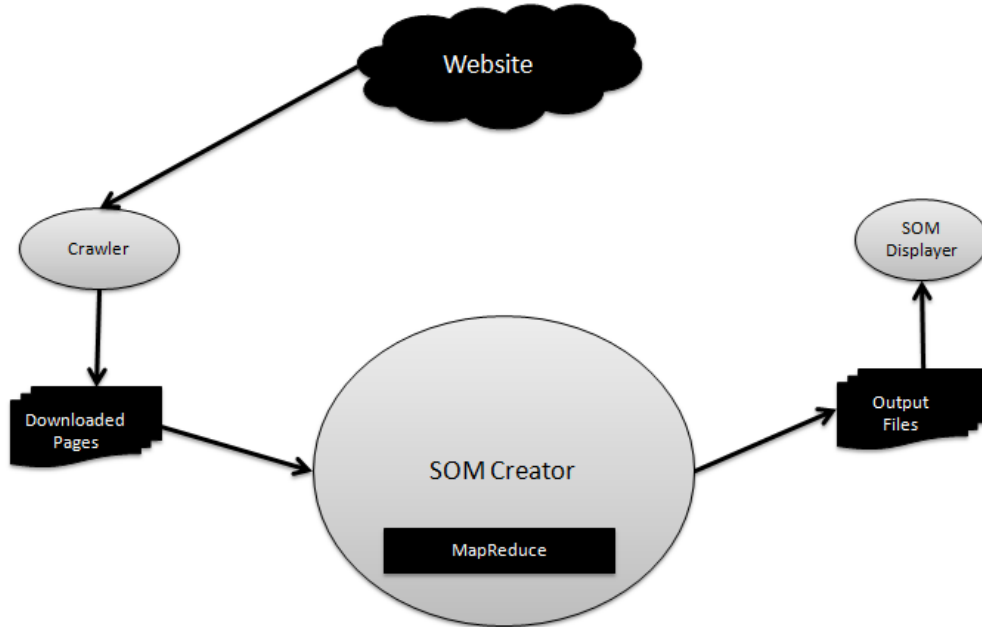 Website
Crawler
SOM
Displayer
Downloaded
Pages
Output
Files
SOM Creator
MapReduce